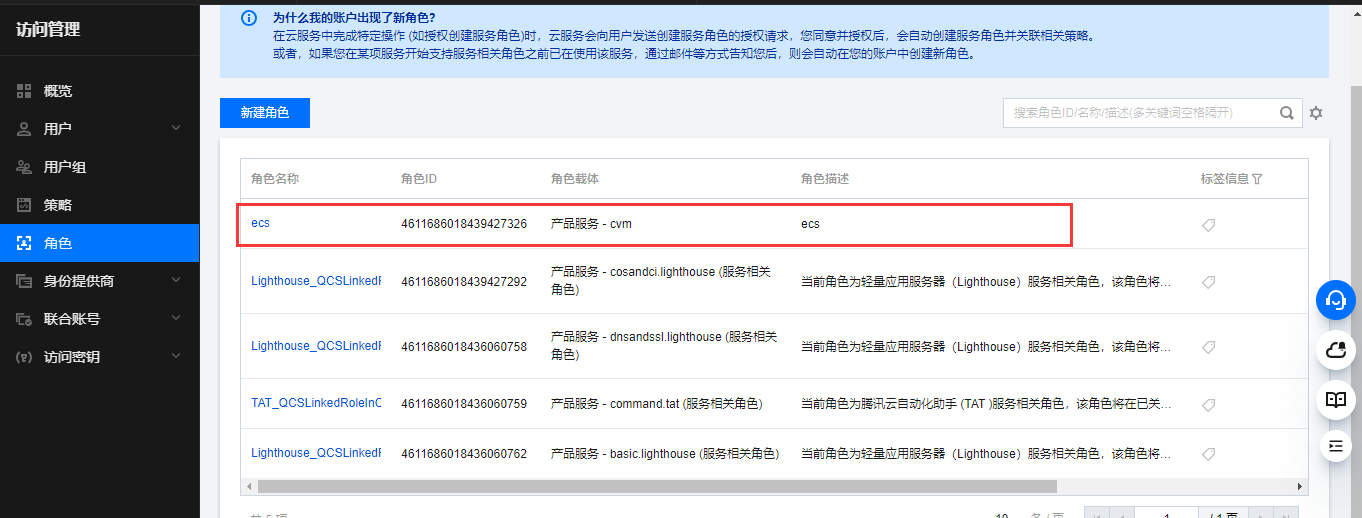 访问管理
概览
用户
用户组
策略
角色
身份提供商
联合账号
访问密钥
为什么我的账户出现了新角色?
在云服务中完成特定操作 (如授权创建服务角色)时，云服务会向用户发送创建服务角色的授权请求，您同意并授权后，会自动创建服务角色并关联相关策略。
或者，如果您在某项服务开始支持服务相关角色之前已在使用该服务，通过邮件等方式告知您后，则会自动在您的账户中创建新角色。
新建角色
搜索角色ID/名称/描述(多关键词空格隔开)
角色名称 角色ID 角色载体 角色描述 标签信息
ecs 4611686018439427326 产品服务 - cvm ecs
Lighthouse_QCSLinkedF 4611686018439427292 产品服务 - cosandci.lighthouse (服务相关
角色) 当前角色为轻量应用服务器（Lighthouse）服务相关角色，该角色将…
Lighthouse_QCSLinkedF 4611686018436060758 产品服务 - dnsandssl.lighthouse (服务相关
角色) 当前角色为轻量应用服务器（Lighthouse）服务相关角色，该角色将…
TAT_QCSLinkedRoleInC 4611686018436060759 产品服务 - command.tat (服务相关角色) 当前角色为腾讯云自动化助手 (TAT )服务相关角色，该角色将在已关…
Lighthouse_QCSLinkedF 4611686018436060762 产品服务 - basic.lighthouse (服务相关角色) 当前角色为轻量应用服务器（Lighthouse）服务相关角色，该角色将…
共 5 项 10 条 / 页 1 / 1 页